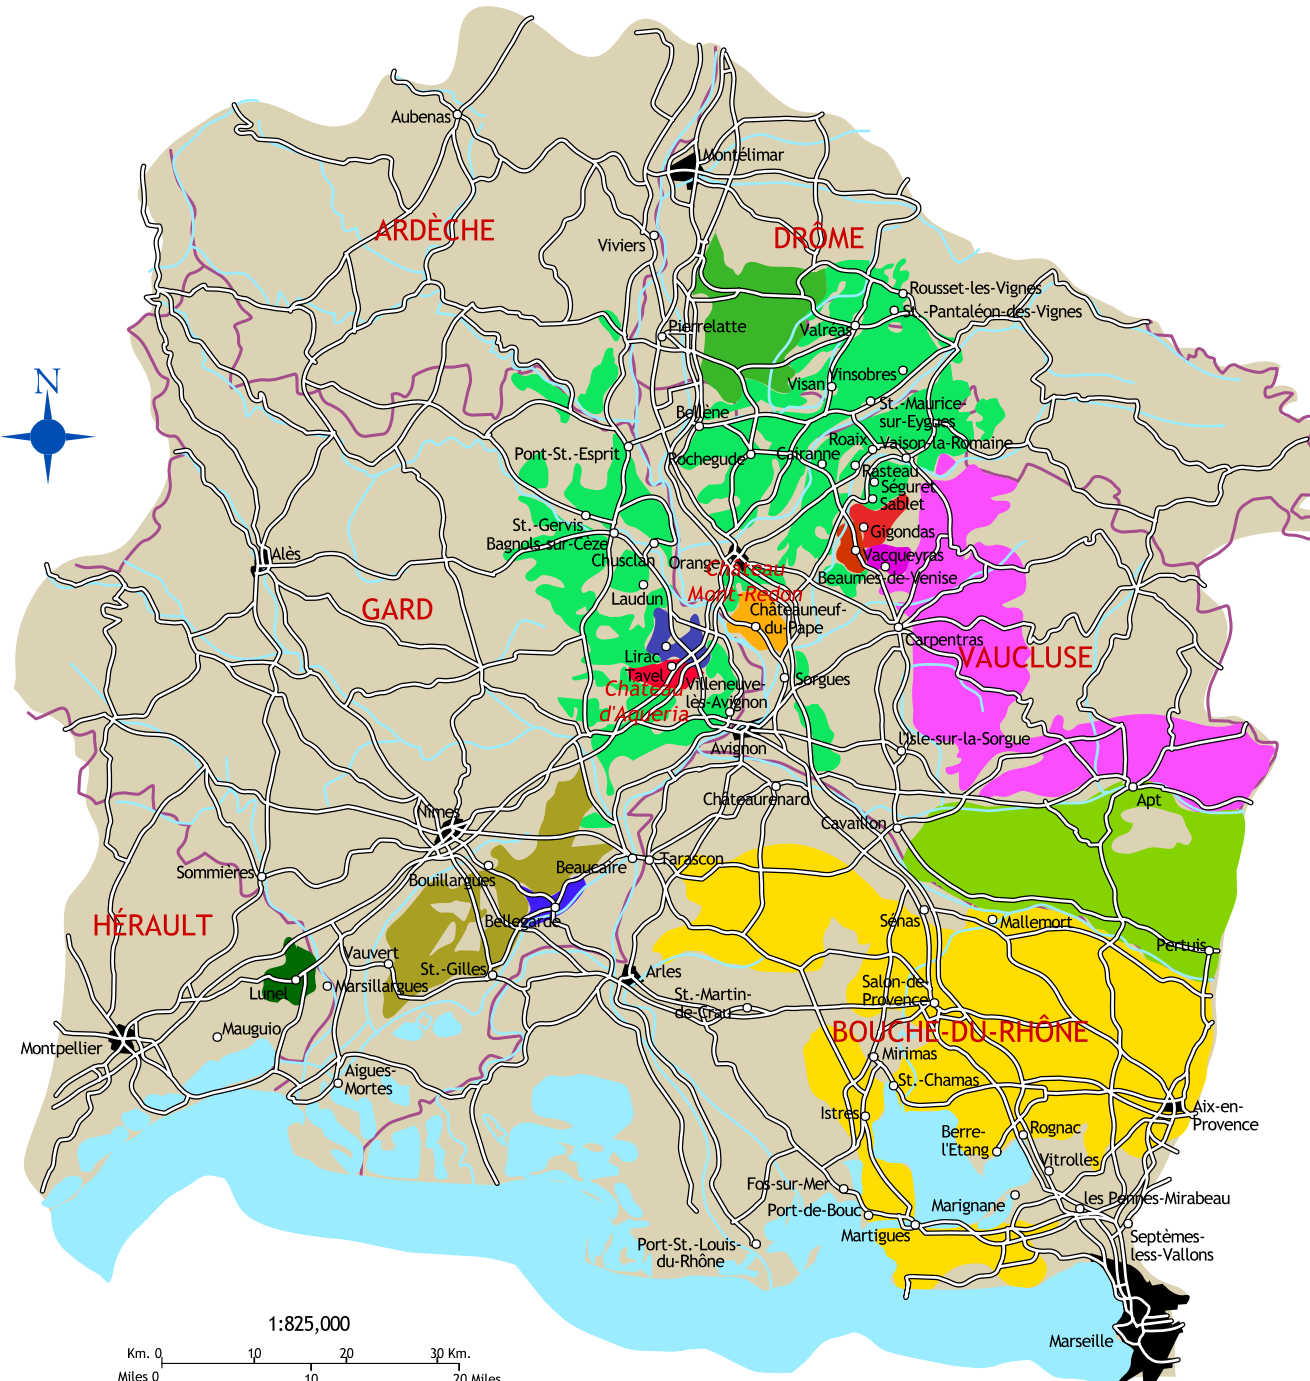 Aubenas
Montélimar
ARDÈCHE
DRÔME
Viviers
Rousset-les-Vignes
St.-Pantaléon-des-Vignes
Pierrelatte
Valréas
N
Visan
Vinsobres
St.-Maurice-
sur-Eygues
Bollène
Roaix
Vaison-la-Romaine
Pont-St.-Esprit
Rochegude
Cairanne
Rasteau
Séguret
Sablet
St.-Gervis
Bagnols-sur-Cèze
Gigondas
Alès
Chusclan
Orange
Vacqueyras
Château
Mont-Redon
Beaumes-de-Venise
GARD
Laudun
Châteauneuf-
du-Pape
Carpentras
Lirac
VAUCLUSE
Tavel
Château
d'Aqueria
Villeneuve-
lès-Avignon
Sorgues
Avignon
L'Isle-sur-la-Sorgue
Châteaurenard
Apt
Nîmes
Cavaillon
Sommières
Bouillargues
Beaucaire
Tarascon
HÉRAULT
Bellegarde
Sénas
Mallemort
Vauvert
St.-Gilles
Arles
Pertuis
Lunel
Marsillargues
St.-Martin-
de-Crau
Salon-de-
Provence
Mauguio
BOUCHE-DU-RHÔNE
Montpellier
Mirimas
Aigues-
Mortes
St.-Chamas
Istres
Aix-en-
Provence
Berre-
l'Etang
Rognac
Vitrolles
Fos-sur-Mer
Marignane
les Pennes-Mirabeau
Port-de-Bouc
Martigues
Port-St.-Louis-
du-Rhône
Septèmes-
less-Vallons
1:825,000
Marseille
Km. 0 10 20 30 Km.
Miles 0 10 20 Miles